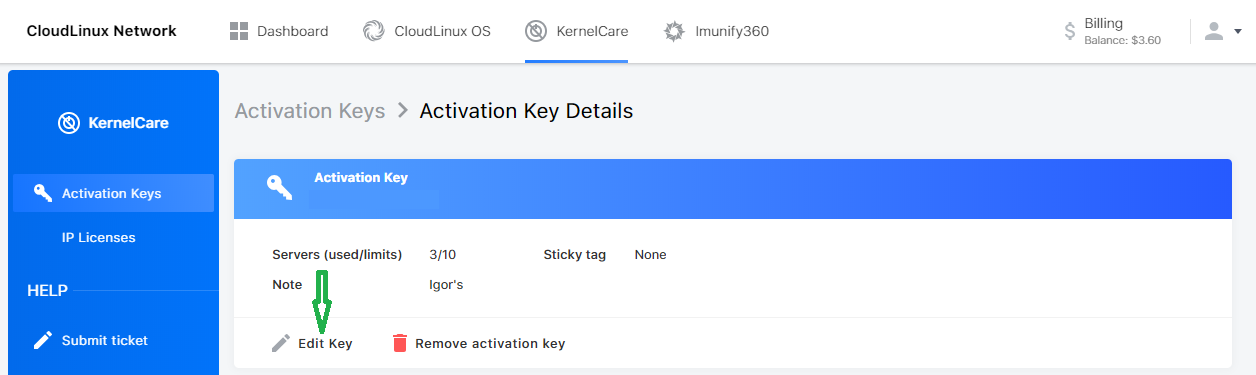 CloudLinux Network
Dashboard
CloudLinux OS
KernelCare
Imunify360
$
Billing
Balance: $3.60
KernelCare
Activation Keys
IP Licenses
HELP
Submit ticket
Activation Keys > Activation Key Details
Activation Key
Servers (used/limits) 3/10 Sticky tag None
Note Igor's
Edit Key Remove activation key